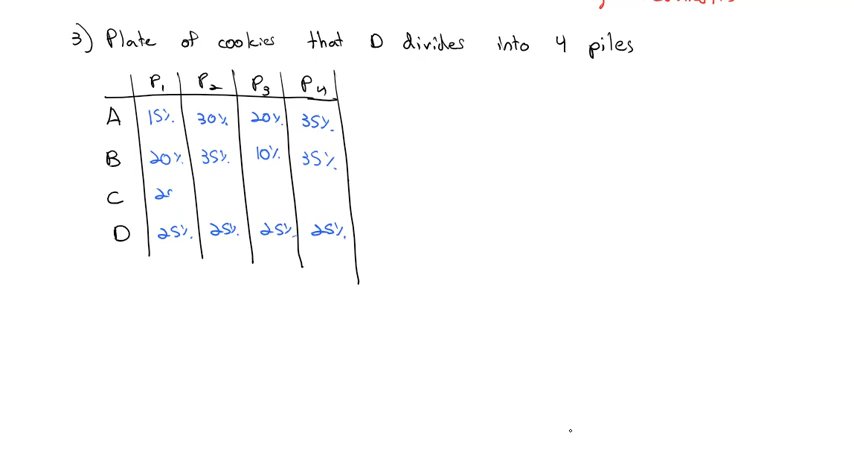 3) Plate of cookies that D divides into 4 piles
P1 P2 P3 P4
A 15% 30% 20% 35%
B 20% 35% 10% 35%
C
D 25% 25% 25% 25%